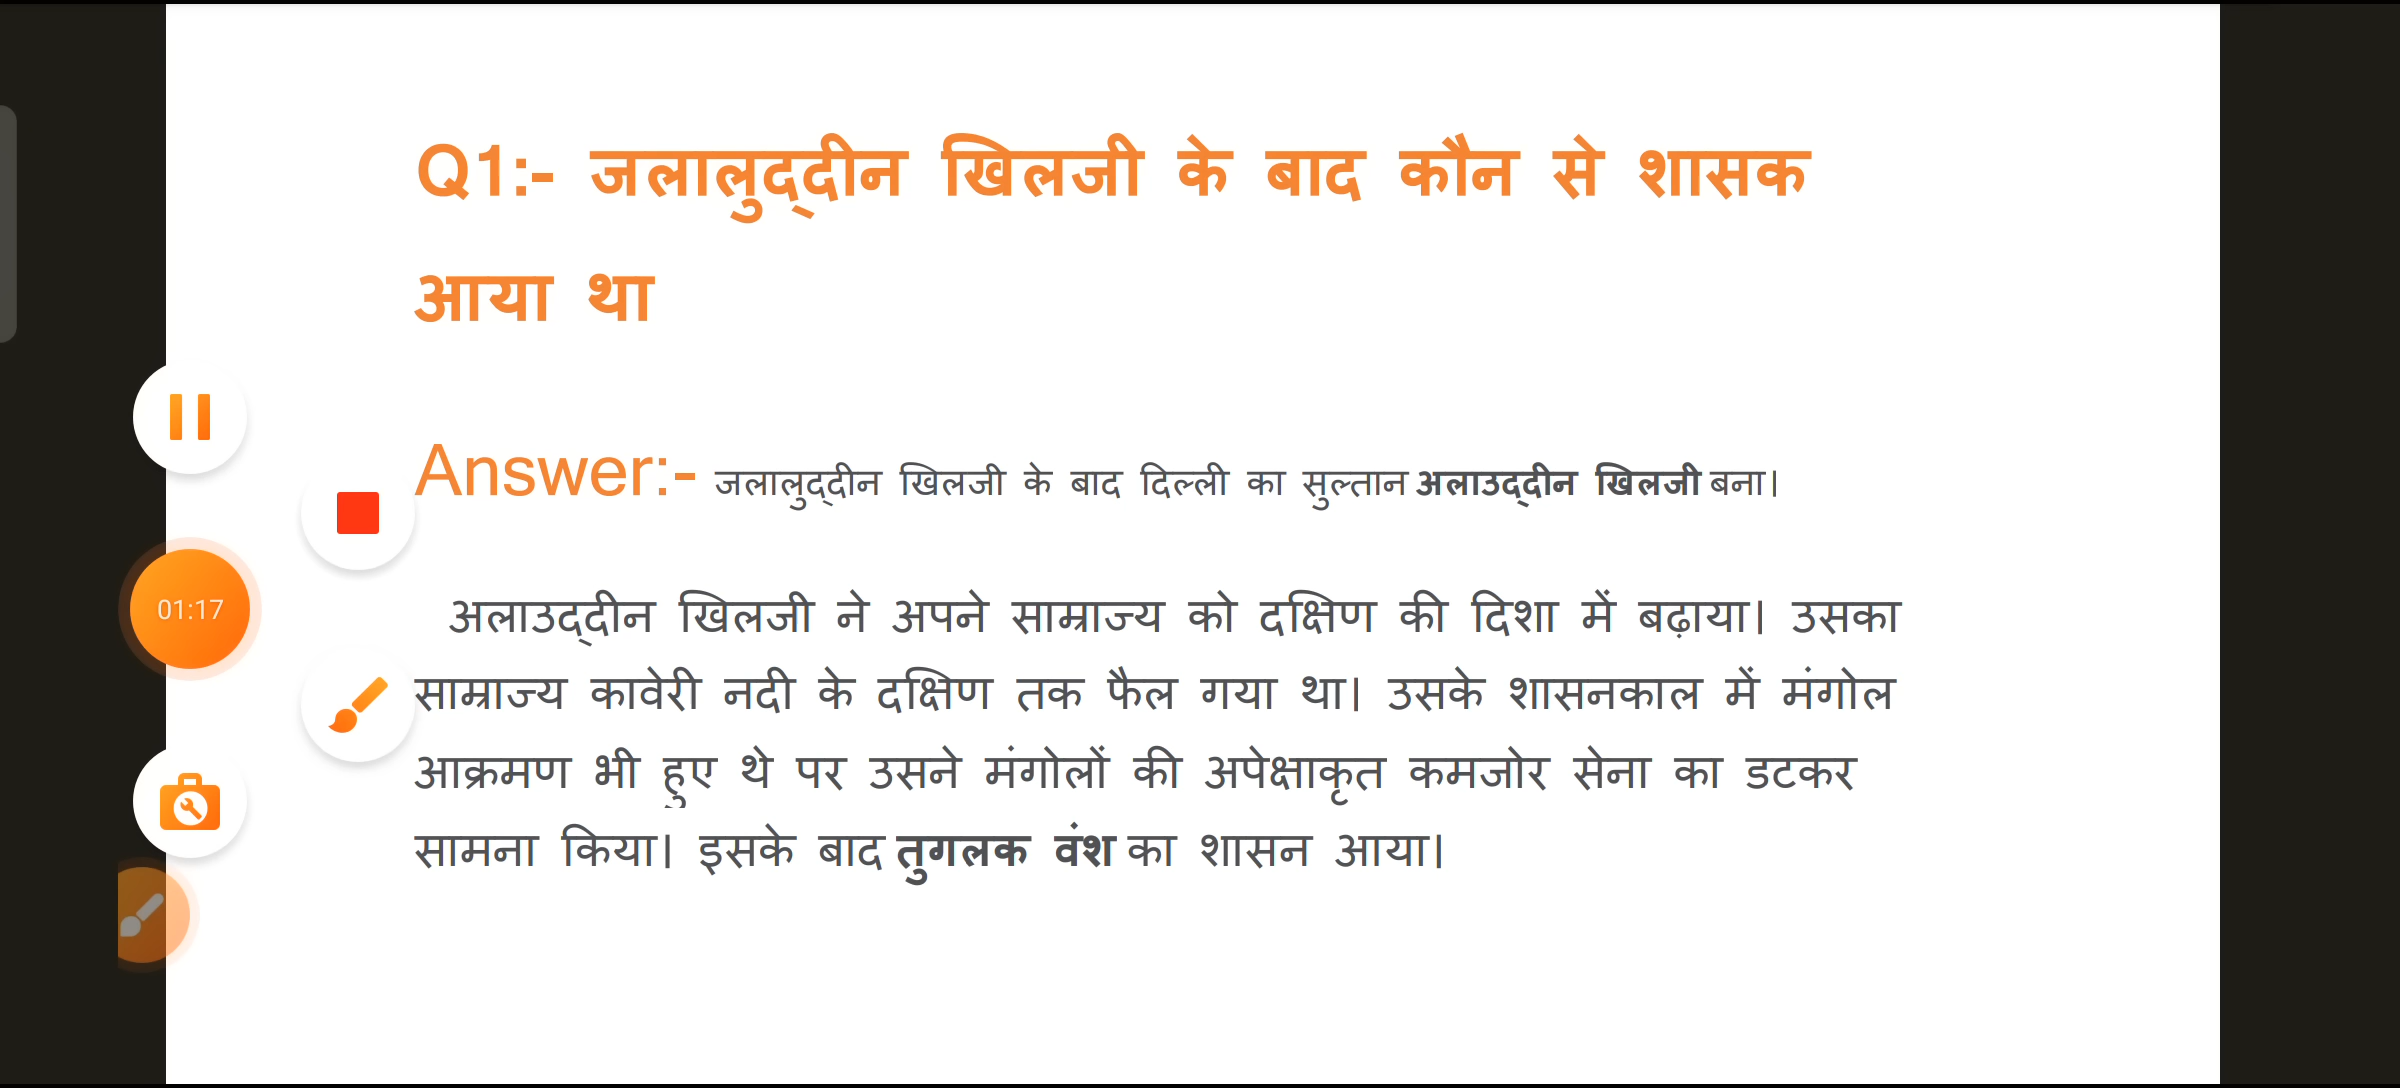 Q1:- जलालुद्दीन खिलजी के बाद कौन से शासक
आया था
Answer:- जलालुद्दीन खिलजी के बाद दिल्ली का सुल्तान अलाउद्दीन खिलजी बना।
अलाउद्दीन खिलजी ने अपने साम्राज्य को दक्षिण की दिशा में बढ़ाया। उसका
साम्राज्य कावेरी नदी के दक्षिण तक फैल गया था। उसके शासनकाल में मंगोल
आक्रमण भी हुए थे पर उसने मंगोलों की अपेक्षाकृत कमजोर सेना का डटकर
सामना किया। इसके बाद तुगलक वंश का शासन आया।
01:17